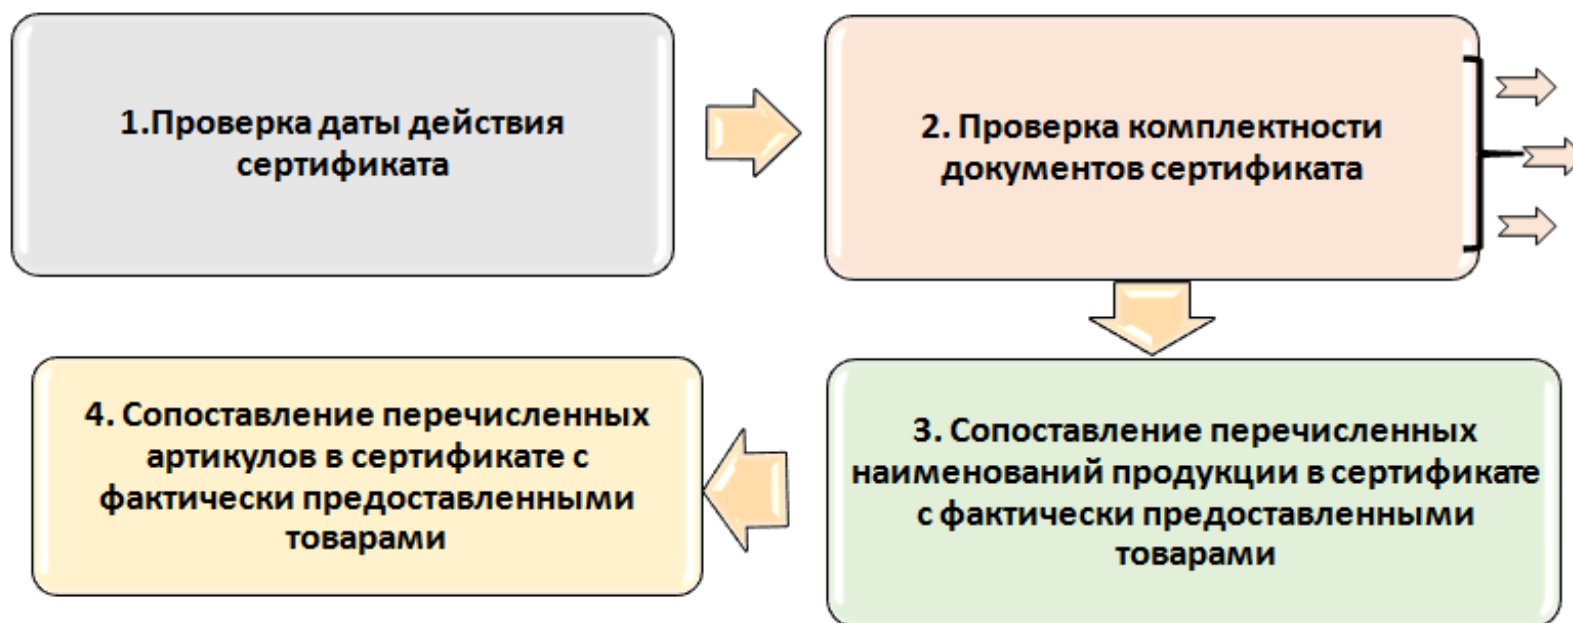 1.Проверка даты действия
сертификата
2. Проверка комплектности
документов сертификата
3. Сопоставление перечисленных
наименований продукции в сертификате
с фактически предоставленными
товарами
4. Сопоставление перечисленных
артикулов в сертификате с
фактически предоставленными
товарами